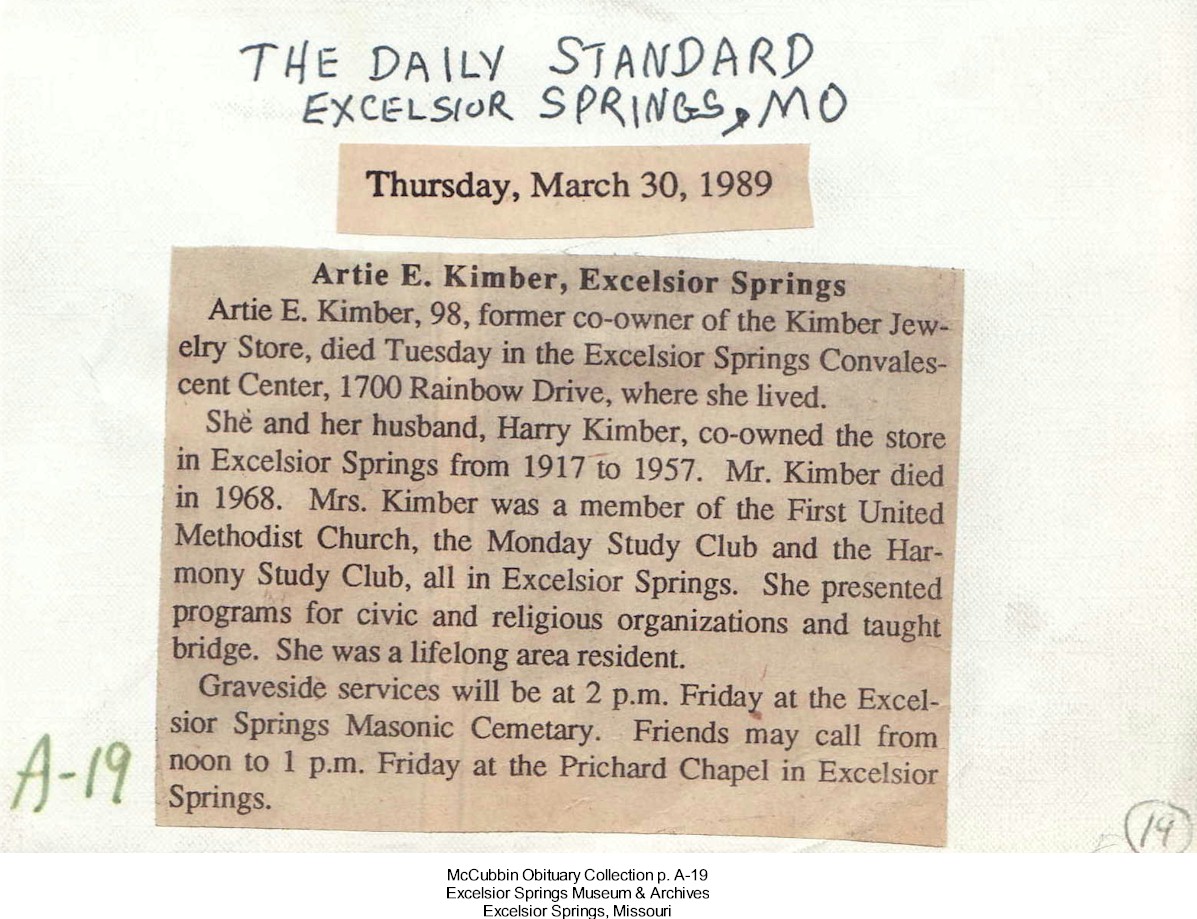 THE DAILY STANDARD
EXCELSIOR SPRINGS, MO
Thursday, March 30, 1989
Artie E. Kimber, Excelsior Springs
Artie E. Kimber, 98, former co-owner of the Kimber Jew-
elry Store, died Tuesday in the Excelsior Springs Convales-
cent Center, 1700 Rainbow Drive, where she lived.
She and her husband, Harry Kimber, co-owned the store
in Excelsior Springs from 1917 to 1957. Mr. Kimber died
in 1968. Mrs. Kimber was a member of the First United
Methodist Church, the Monday Study Club and the Har-
mony Study Club, all in Excelsior Springs. She presented
programs for civic and religious organizations and taught
bridge. She was a lifelong area resident.
Graveside services will be at 2 p.m. Friday at the Excel-
sior Springs Masonic Cemetary. Friends may call from
noon to 1 p.m. Friday at the Prichard Chapel in Excelsior
Springs.
A-19
19
McCubbin Obituary Collection p. A-19
Excelsior Springs Museum & Archives
Excelsior Springs, Missouri